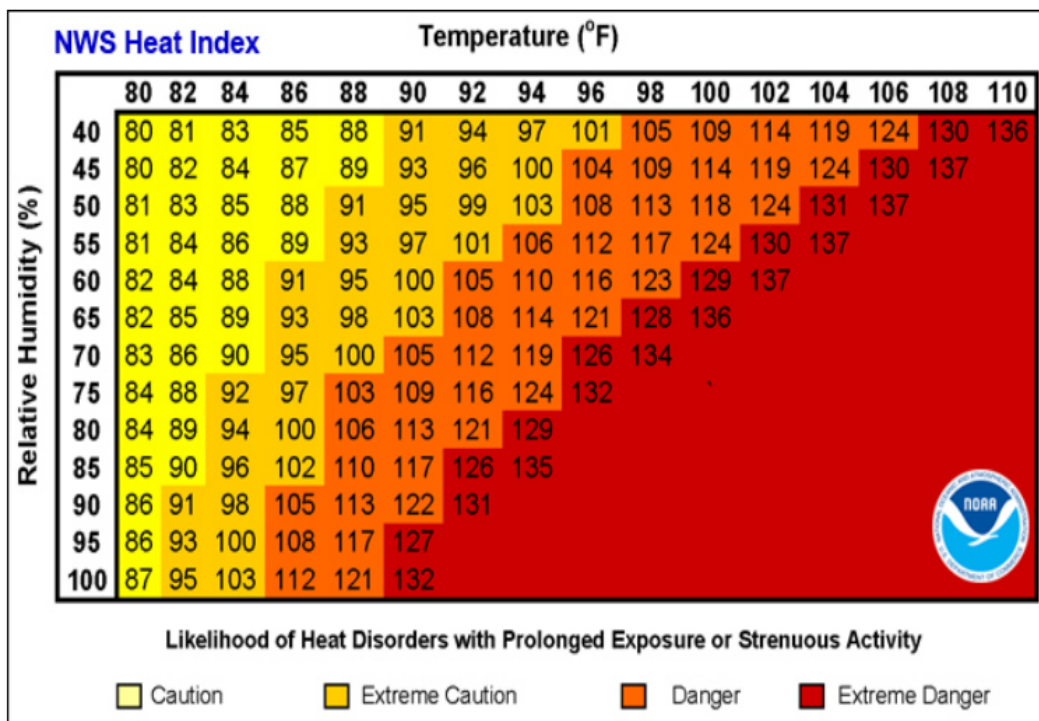 NWS Heat Index Temperature (°F)
80 82 84 86 88 90 92 94 96 98 100 102 104 106 108 110
Relative Humidity (%)
40 80 81 83 85 88 91 94 97 101 105 109 114 119 124 130 136
45 80 82 84 87 89 93 96 100 104 109 114 119 124 130 137
50 81 83 85 88 91 95 99 103 108 113 118 124 131 137
55 81 84 86 89 93 97 101 106 112 117 124 130 137
60 82 84 88 91 95 100 105 110 116 123 129 137
65 82 85 89 93 98 103 108 114 121 128 136
70 83 86 90 95 100 105 112 119 126 134
75 84 88 92 97 103 109 116 124 132
80 84 89 94 100 106 113 121 129
85 85 90 96 102 110 117 126 135
90 86 91 98 105 113 122 131
95 86 93 100 108 117 127
100 87 95 103 112 121 132
NATIONAL OCEANIC AND ATMOSPHERIC ADMINISTRATION
NOAA
U.S. DEPARTMENT OF COMMERCE
Likelihood of Heat Disorders with Prolonged Exposure or Strenuous Activity
Caution Extreme Caution Danger Extreme Danger